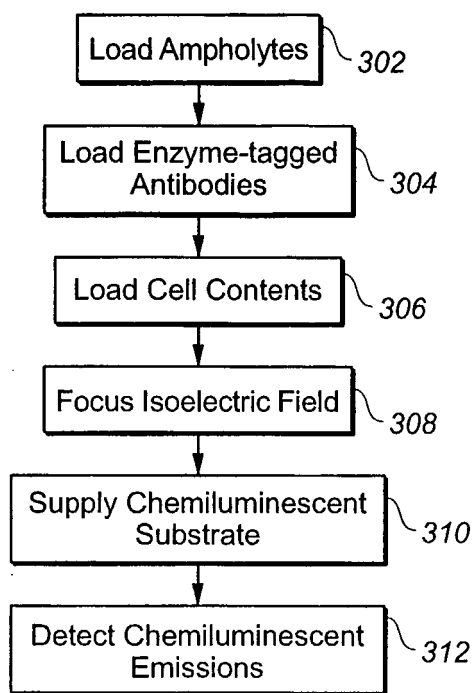 Load Ampholytes
302
Load Enzyme-tagged
Antibodies
304
Load Cell Contents
306
Focus Isoelectric Field
308
Supply Chemiluminescent
Substrate
310
Detect Chemiluminescent
Emissions
312